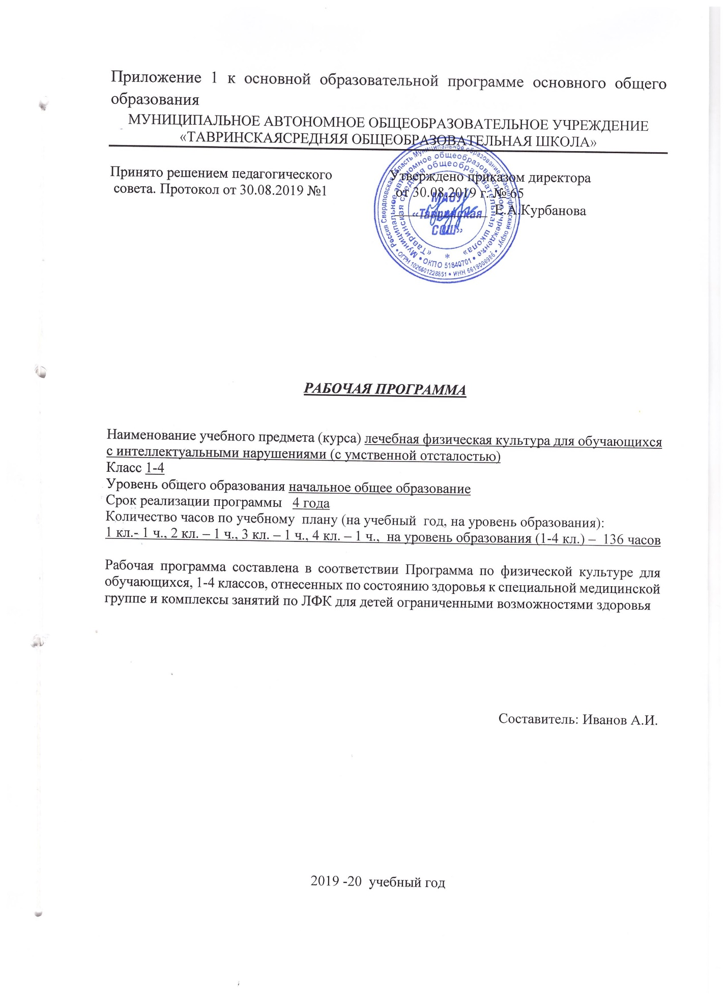 Приложение 1 к основной образовательной программе основного общего
образования
МУНИЦИПАЛЬНОЕ АВТОНОМНОЕ ОБЩЕОБРАЗОВАТЕЛЬНОЕ УЧРЕЖДЕНИЕ
«ТАВРИНСКАЯСРЕДНЯЯ ОБЩЕОБРАЗОВАТЕЛЬНАЯ ШКОЛА»
Принято решением педагогического
совета. Протокол от 30.08.2019 №1
Утверждено приказом директора
от 30.08.2019 г. № 65
Е.А.Курбанова
Россия Свердловская область Муниципальное образование Красноуфимский округ
• ОГРН 1026601228851 • ИНН 6619006986 •
Муниципальное автономное общеобразовательное учреждение
• ОКПО 51840701 •
«Тавринская средняя общеобразовательная школа»
*
МАОУ
«Тавринская
СОШ»
РАБОЧАЯ ПРОГРАММА
Наименование учебного предмета (курса) лечебная физическая культура для обучающихся
с интеллектуальными нарушениями (с умственной отсталостью)
Класс 1-4
Уровень общего образования начальное общее образование
Срок реализации программы 4 года
Количество часов по учебному плану (на учебный год, на уровень образования):
1 кл.- 1 ч., 2 кл. – 1 ч., 3 кл. – 1 ч., 4 кл. – 1 ч., на уровень образования (1-4 кл.) – 136 часов
Рабочая программа составлена в соответствии Программа по физической культуре для
обучающихся, 1-4 классов, отнесенных по состоянию здоровья к специальной медицинской
группе и комплексы занятий по ЛФК для детей ограниченными возможностями здоровья
Составитель: Иванов А.И.
2019 -20 учебный год